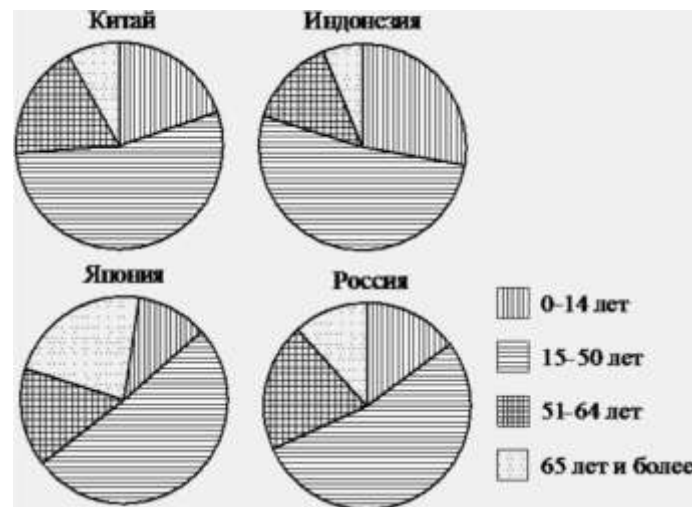 Китай
Индонезия
Япония
Россия
0–14 лет
15–50 лет
51–64 лет
65 лет и более